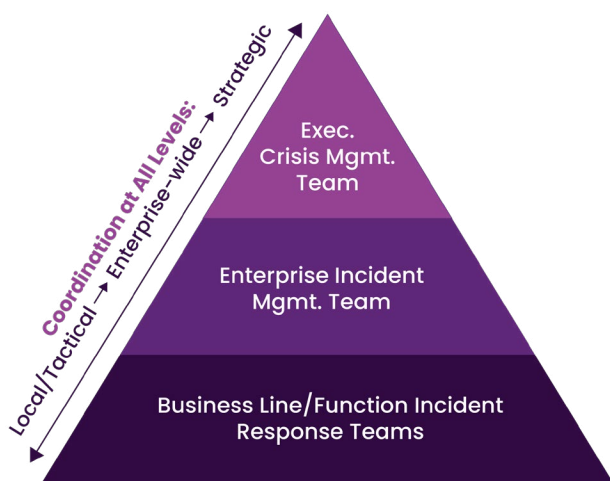 Coordination at All Levels:
Local/Tactical → Enterprise-wide → Strategic
Exec.
Crisis Mgmt.
Team
Enterprise Incident
Mgmt. Team
Business Line/Function Incident
Response Teams